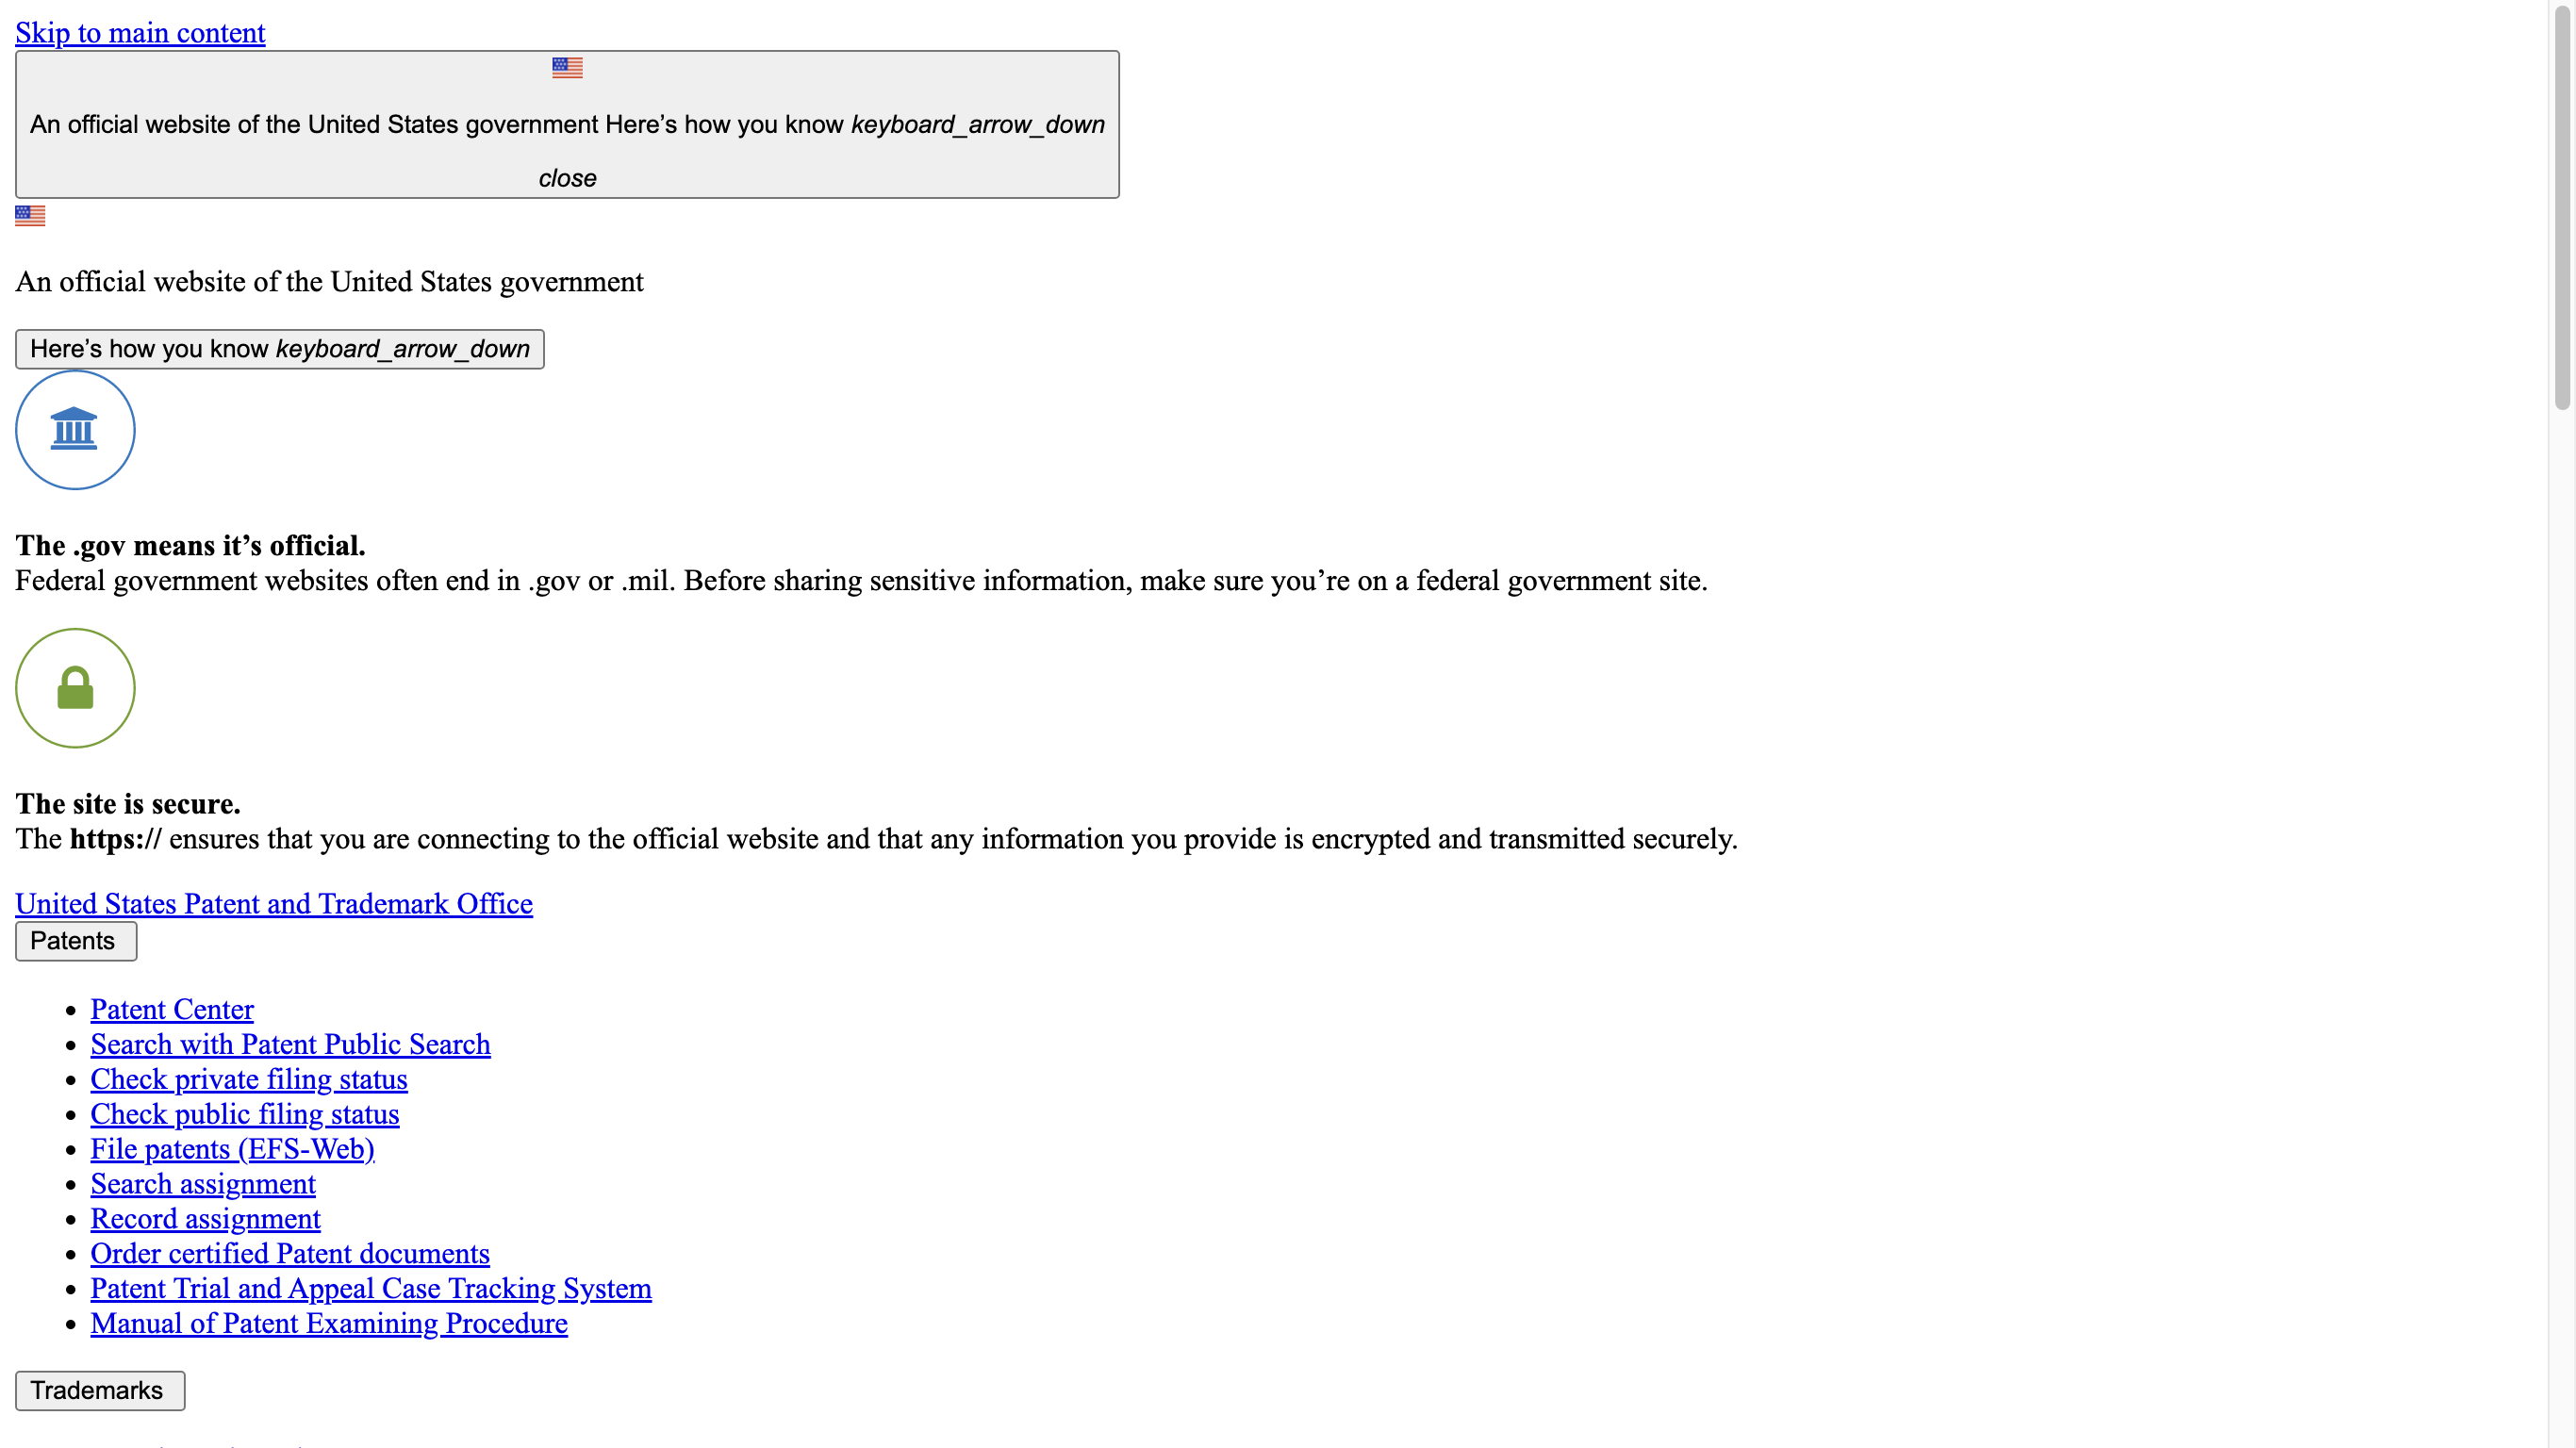 Skip to main content
An official website of the United States government Here’s how you know keyboard_arrow_down
close
An official website of the United States government
Here’s how you know keyboard_arrow_down
The .gov means it’s official.
Federal government websites often end in .gov or .mil. Before sharing sensitive information, make sure you’re on a federal government site.
The site is secure.
The https:// ensures that you are connecting to the official website and that any information you provide is encrypted and transmitted securely.
United States Patent and Trademark Office
Patents
Patent Center
Search with Patent Public Search
Check private filing status
Check public filing status
File patents (EFS-Web)
Search assignment
Record assignment
Order certified Patent documents
Patent Trial and Appeal Case Tracking System
Manual of Patent Examining Procedure
Trademarks